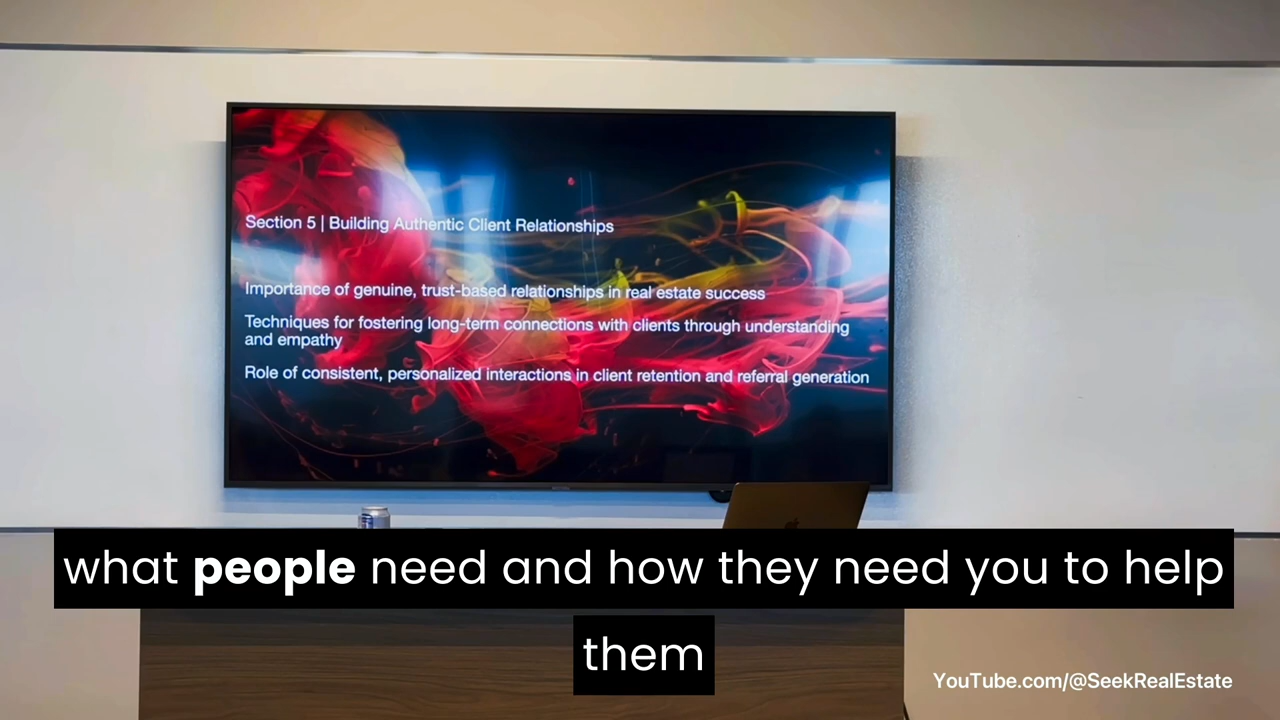 Section 5 | Building Authentic Client Relationships
Importance of genuine, trust-based relationships in real estate success
Techniques for fostering long-term connections with clients through understanding
and empathy
Role of consistent, personalized interactions in client retention and referral generation
what people need and how they need you to help
them
YouTube.com/@SeekRealEstate